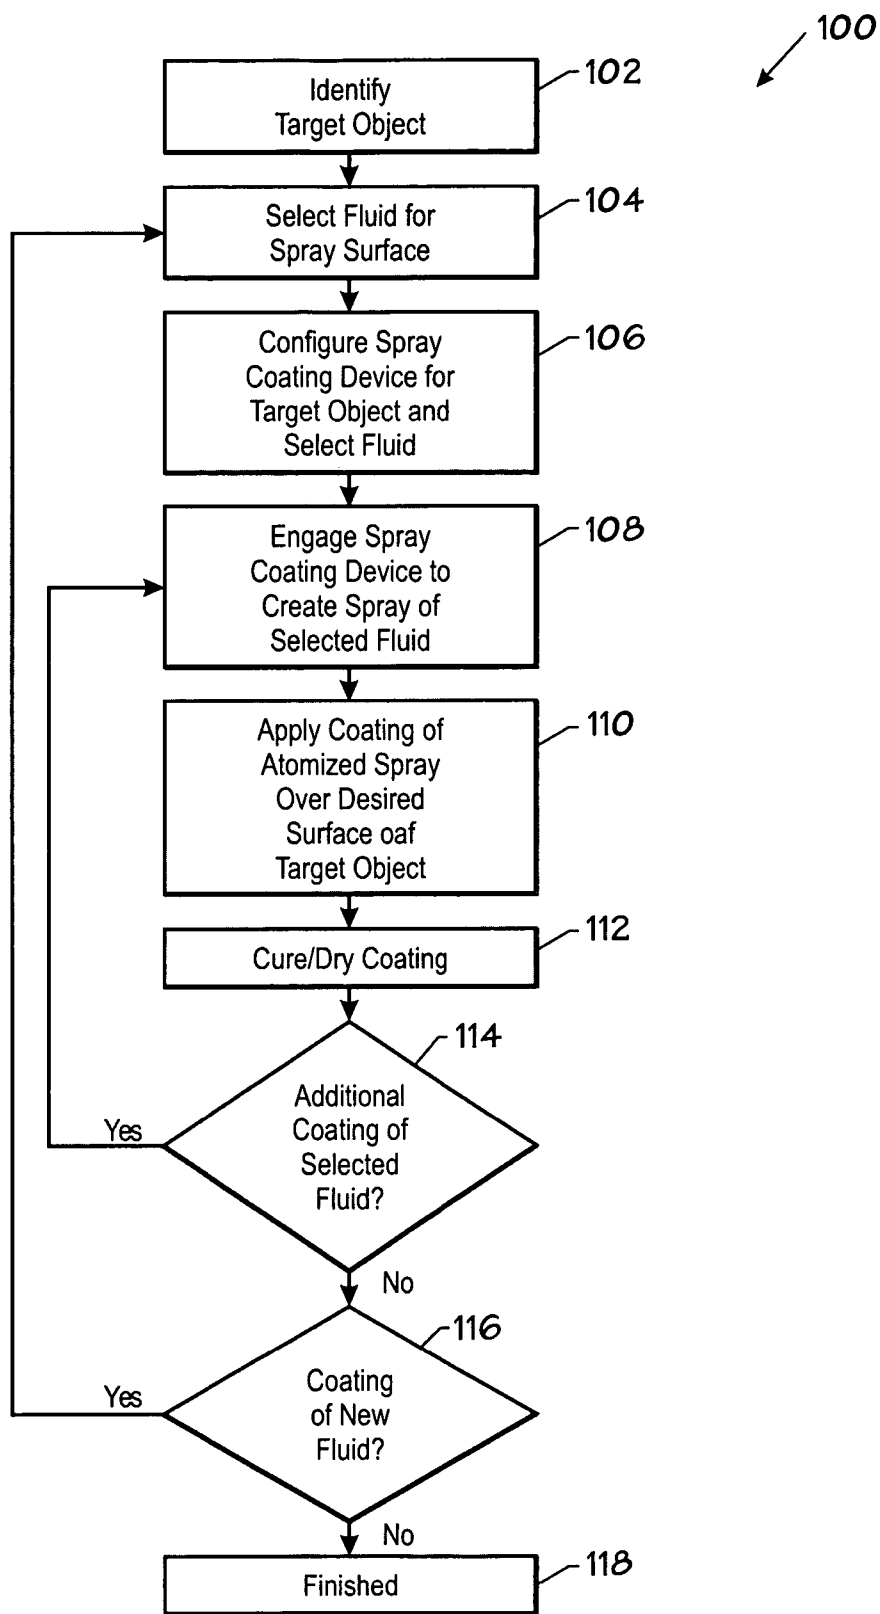 100
Identify
Target Object
102
Select Fluid for
Spray Surface
104
Configure Spray
Coating Device for
Target Object and
Select Fluid
106
Engage Spray
Coating Device to
Create Spray of
Selected Fluid
108
Apply Coating of
Atomized Spray
Over Desired
Surface oaf
Target Object
110
Cure/Dry Coating
112
114
Additional
Coating of
Selected
Fluid?
Yes
No
116
Coating
of New
Fluid?
Yes
No
Finished
118